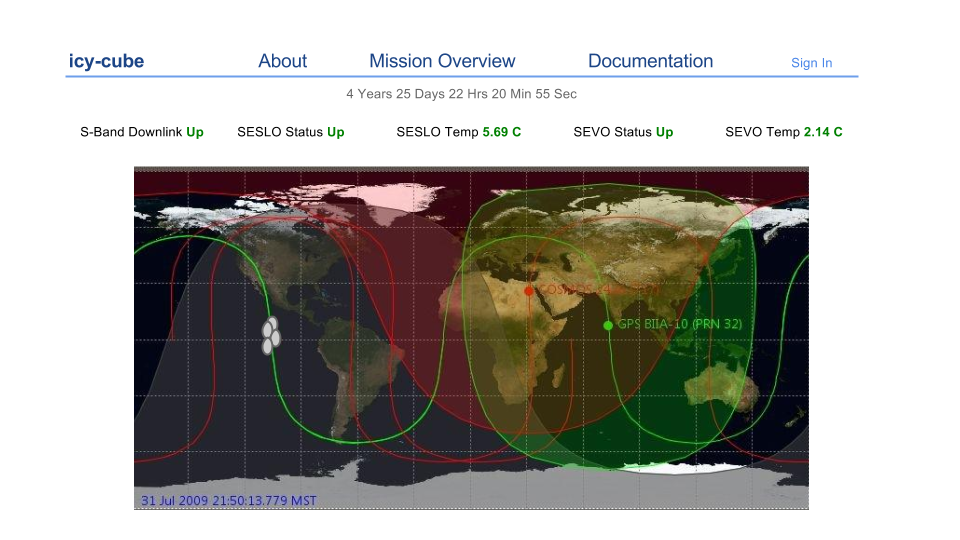 icy-cube About Mission Overview Documentation Sign In
4 Years 25 Days 22 Hrs 20 Min 55 Sec
S-Band Downlink Up SESLO Status Up SESLO Temp 5.69 C SEVO Status Up SEVO Temp 2.14 C
COSMOS
GPS BIIA-10 (PRN 32)
31 Jul 2009 21:50:13.779 MST